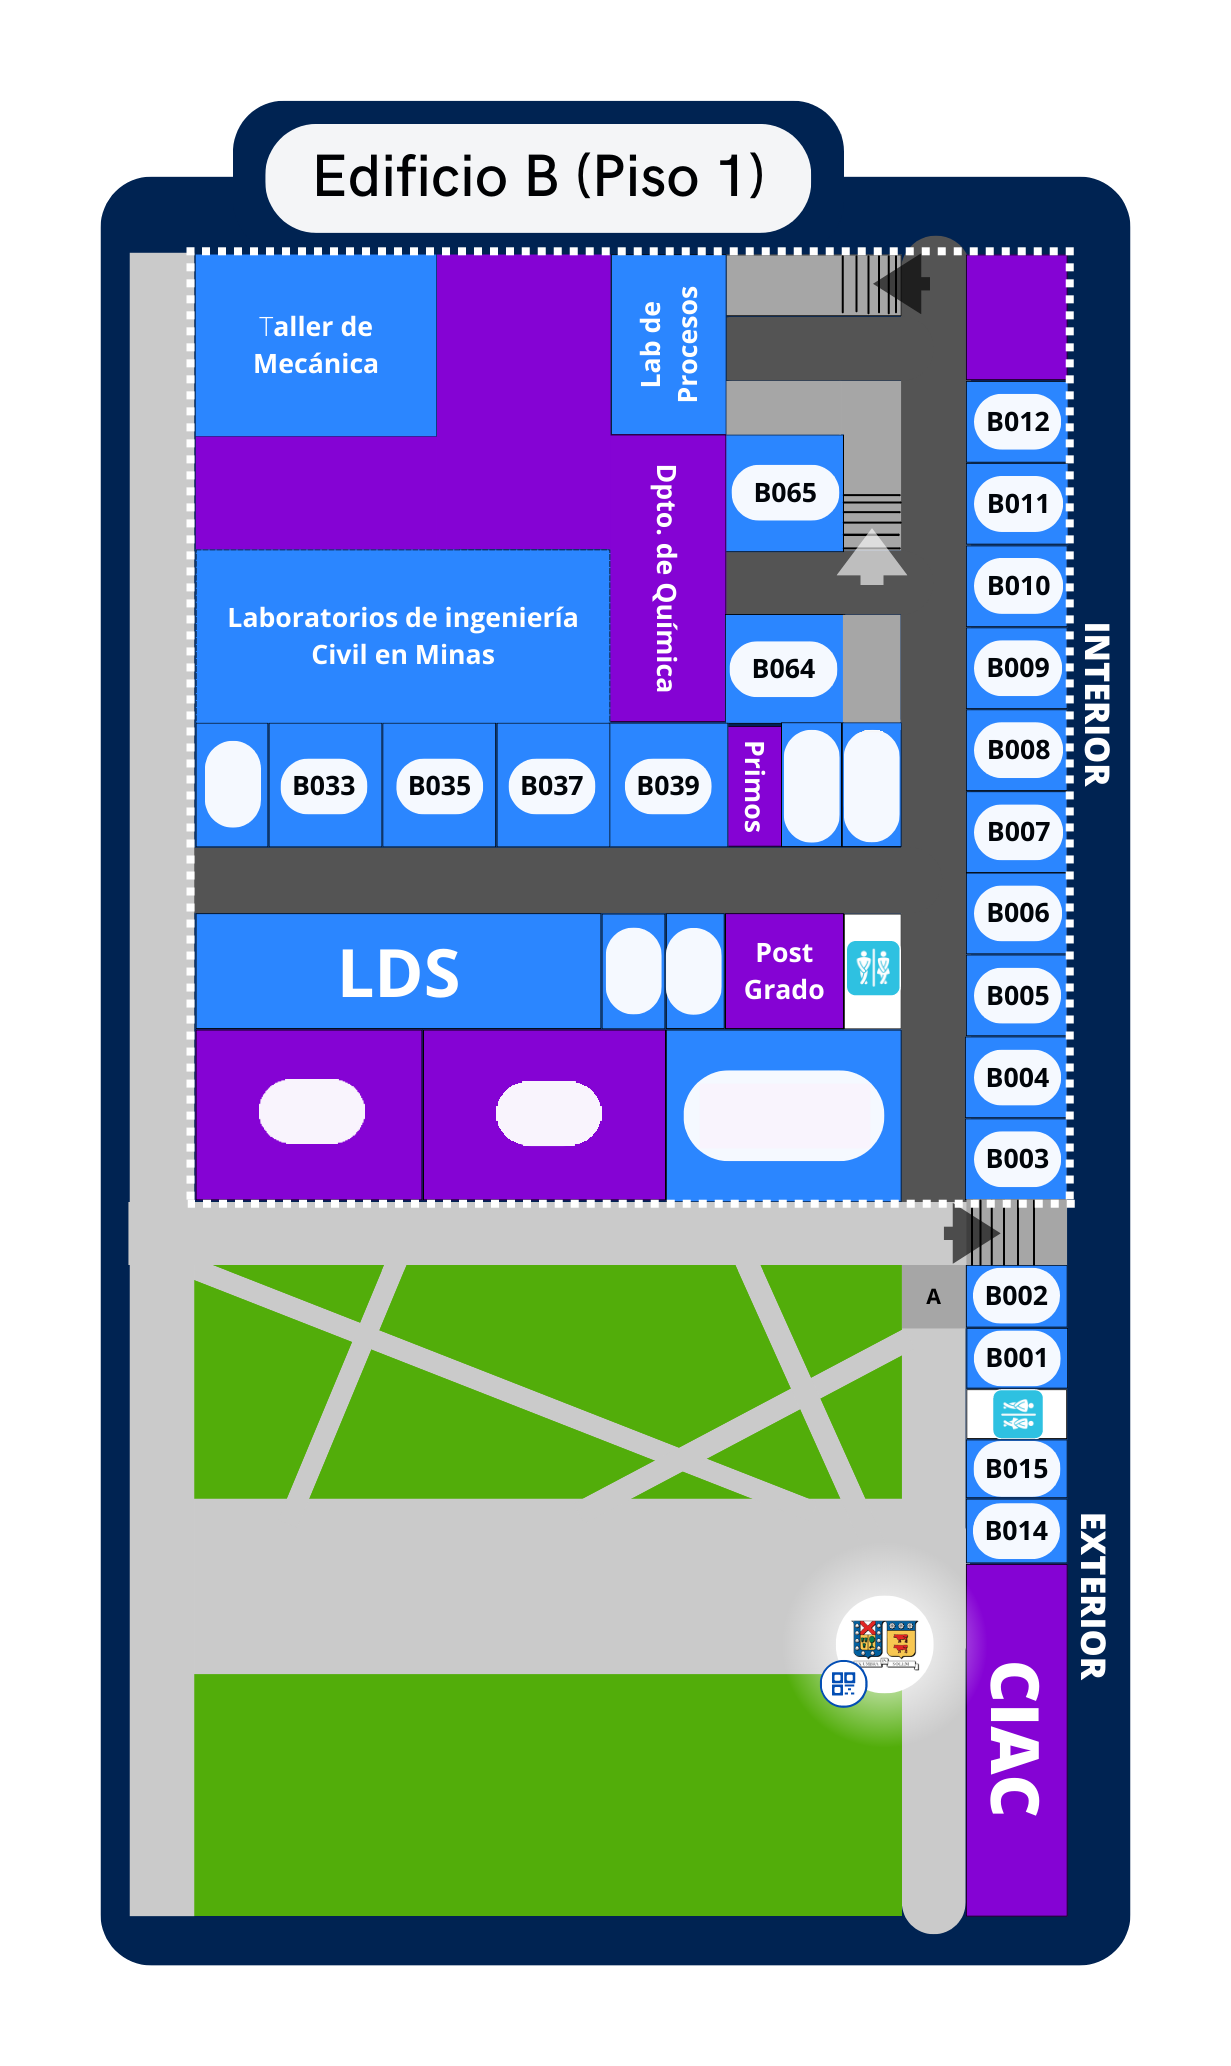 Edificio B (Piso 1)
Taller de
Mecánica
Lab de
Procesos
B012
B065
B011
Dpto. de Química
B010
Laboratorios de ingeniería
Civil en Minas
B064
B009
INTERIOR
B008
B033
B035
B037
B039
Primos
B007
B006
LDS
Post
Grado
B005
B004
B003
A
B002
B001
B015
B014
EXTERIOR
CIAC